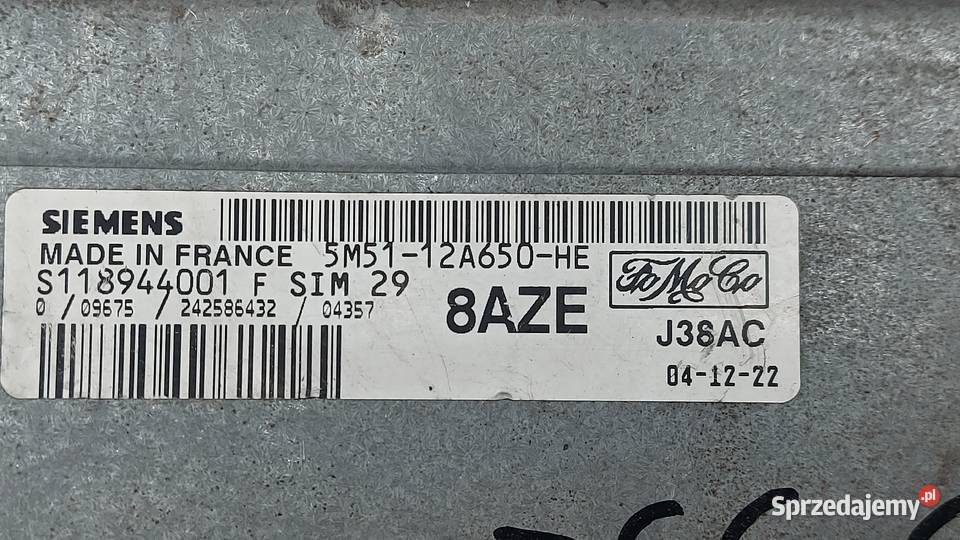 SIEMENS
MADE IN FRANCE 5M51-12A650-HE
S118944001 F SIM 29
FoMoCo
0 / 09675 / 242586432 / 04357
8AZE
J38AC
04-12-22
Sprzedajemy.pl